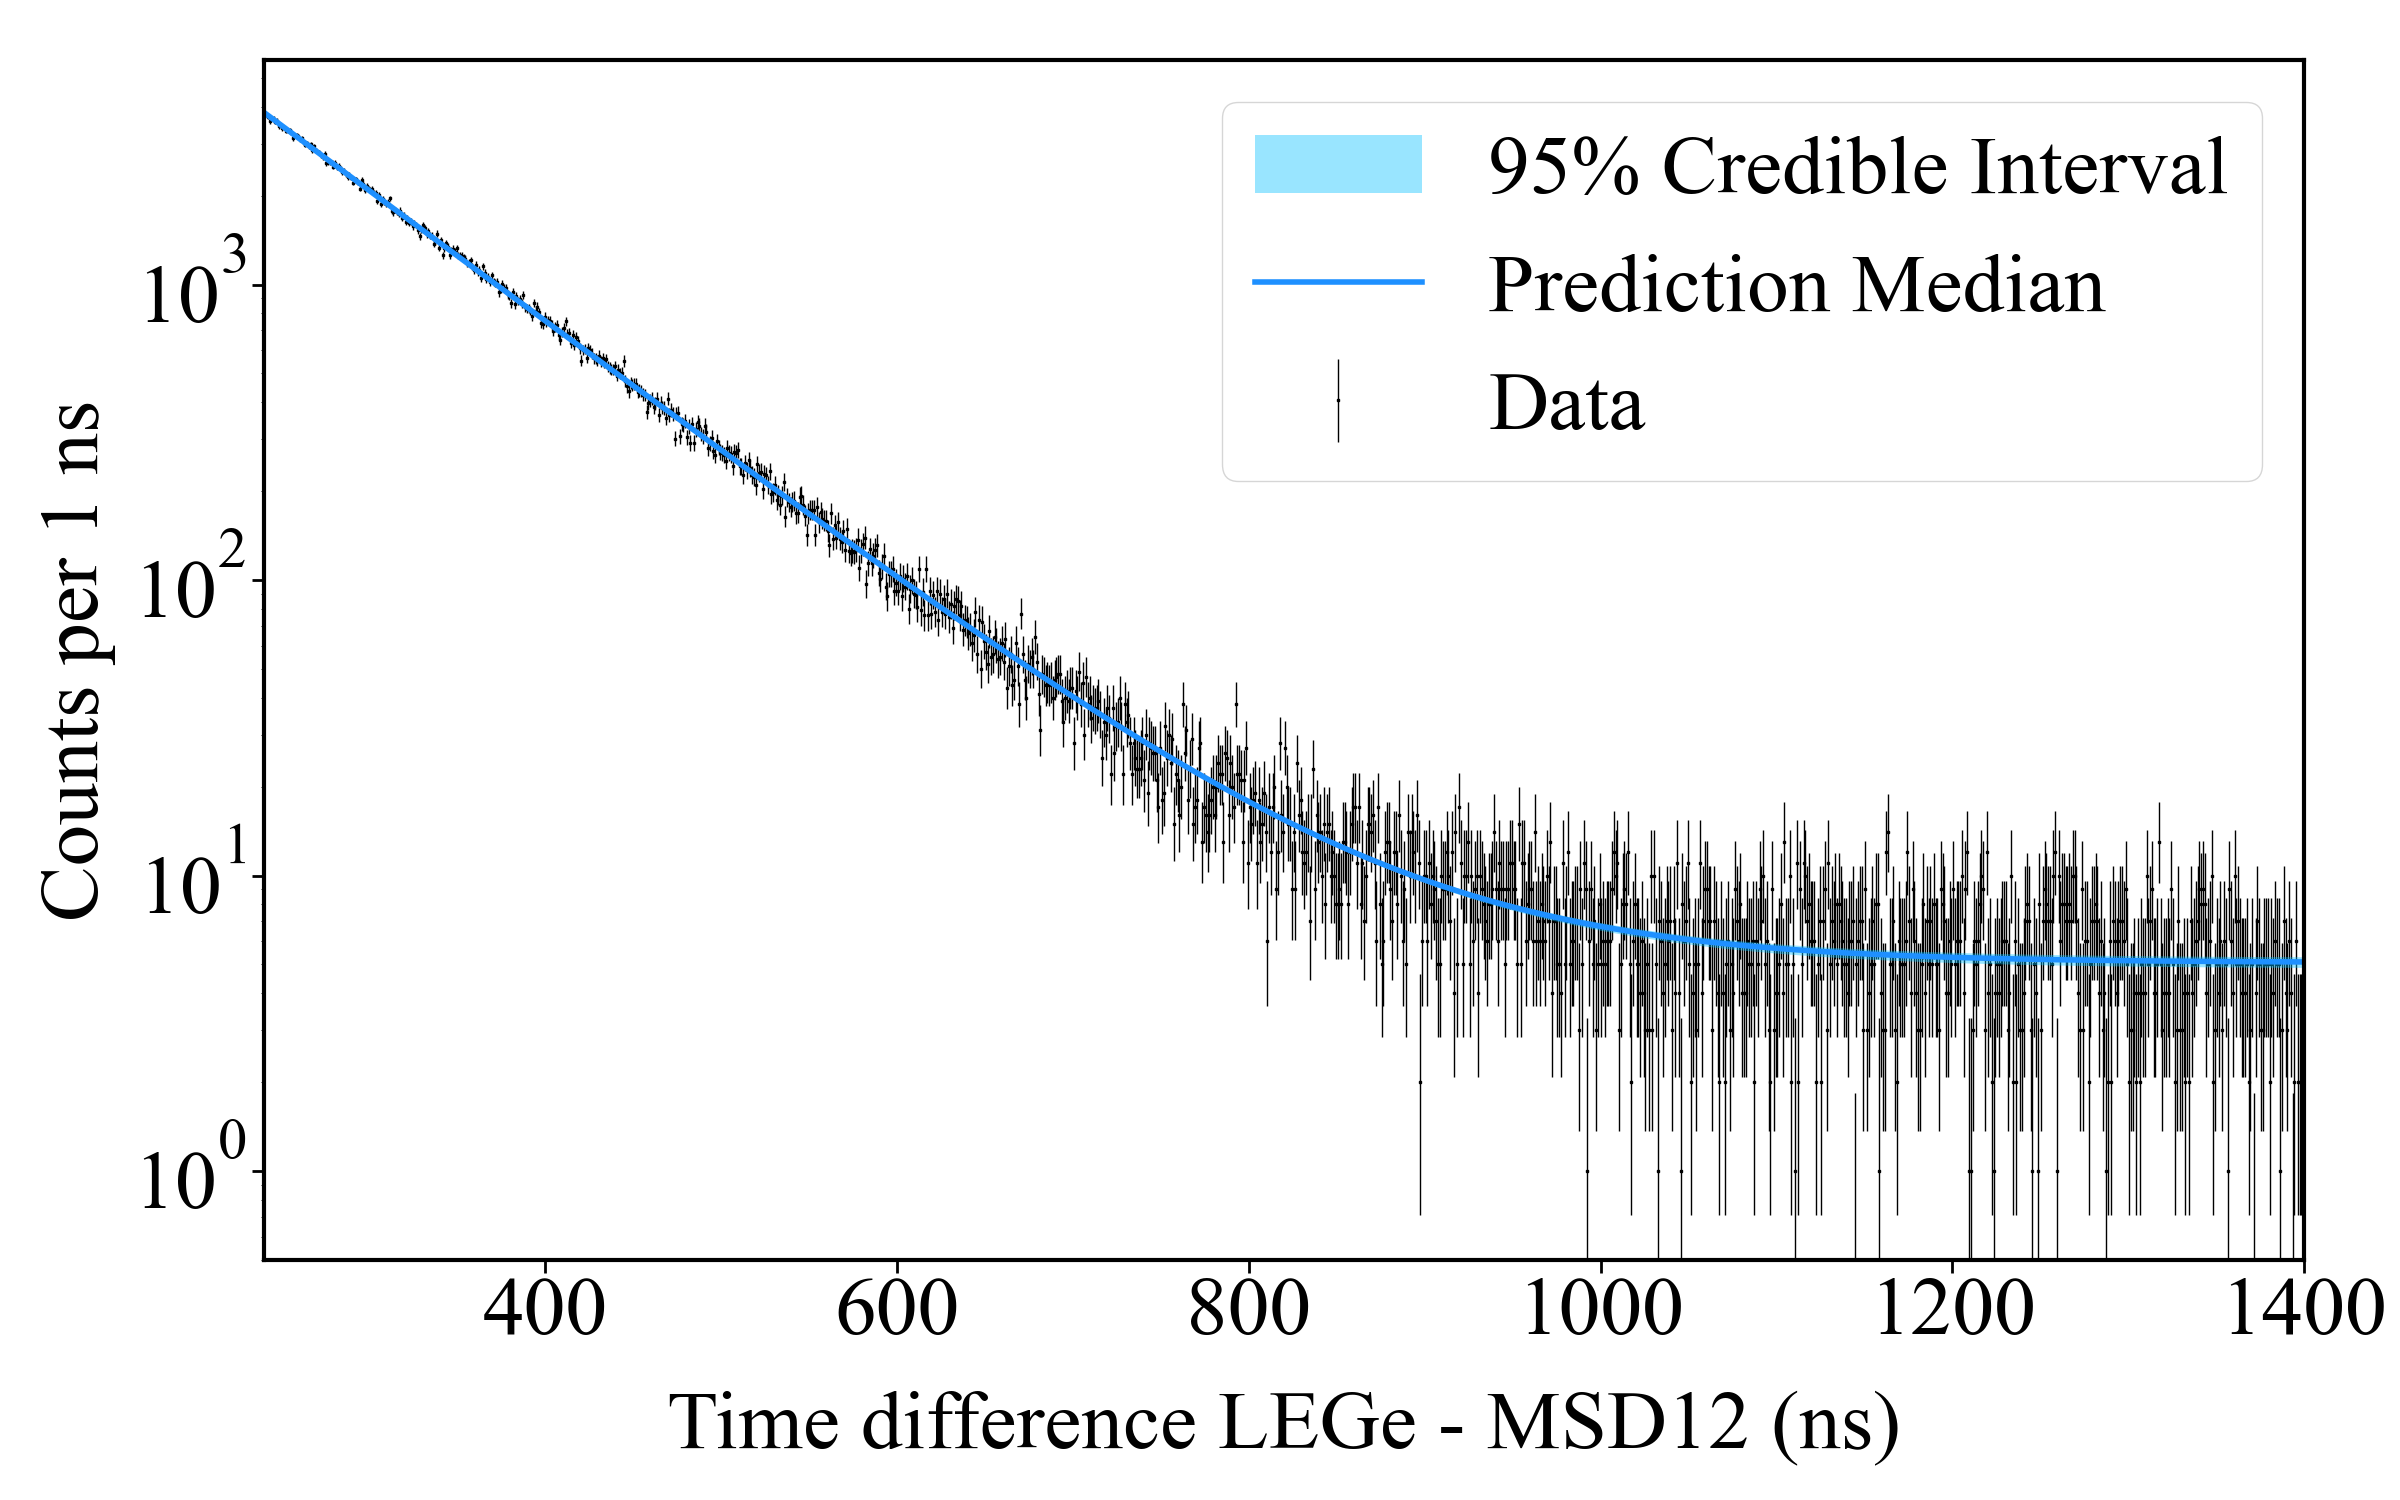 95% Credible Interval
Prediction Median
Data
Counts per 1 ns
10^3
10^2
10^1
10^0
400 600 800 1000 1200 1400
Time difference LEGe - MSD12 (ns)